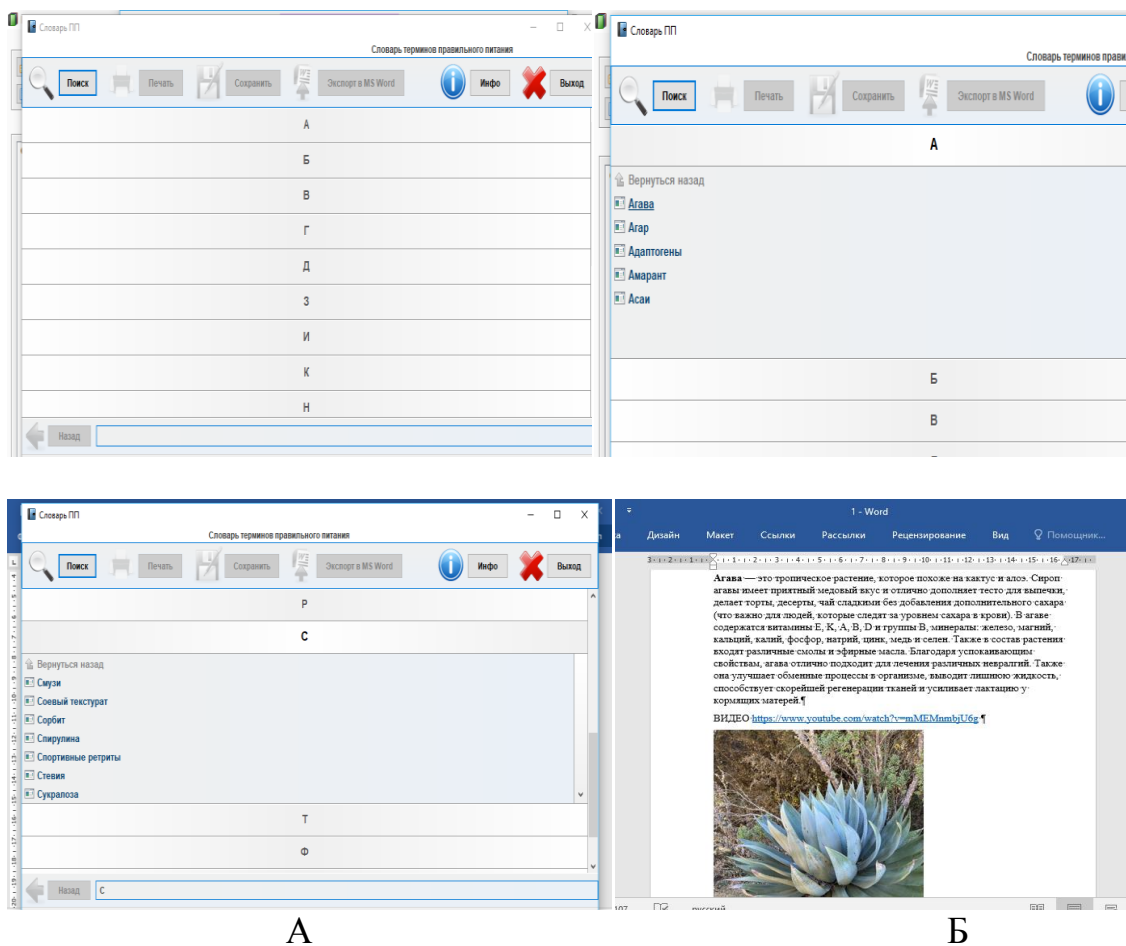 Словарь ПП
Словарь терминов правильного питания
Поиск Печать Сохранить Экспорт в MS Word Инфо Выход
А
Б
В
Г
Д
З
И
К
Н
Назад
Словарь ПП
Словарь терминов прави
Поиск Печать Сохранить Экспорт в MS Word
А
Вернуться назад
Агава
Агар
Адаптогены
Амарант
Асаи
Б
В
Словарь ПП
Словарь терминов правильного питания
Поиск Печать Сохранить Экспорт в MS Word Инфо Выход
Р
С
Вернуться назад
Смузи
Соевый текстурат
Сорбит
Спирулина
Спортивные ретриты
Стевия
Сукралоза
Т
Ф
Назад С
1 - Word
Дизайн Макет Ссылки Рассылки Рецензирование Вид Помощник...
Агава — это тропическое растение, которое похоже на кактус и алоэ. Сироп
агавы имеет приятный медовый вкус и отлично дополняет тесто для выпечки,
делает торты, десерты, чай сладкими без добавления дополнительного сахара
(что важно для людей, которые следят за уровнем сахара в крови). В агаве
содержатся витамины E, K, A, B, D и группы B, минералы: железо, магний,
кальций, калий, фосфор, натрий, цинк, медь и селен. Также в состав растения
входят различные смолы и эфирные масла. Благодаря успокаивающим
свойствам, агава отлично подходит для лечения различных невралгий. Также
она улучшает обменные процессы в организме, выводит лишнюю жидкость,
способствует скорейшей регенерации тканей и усиливает лактацию у
кормящих матерей.¶
ВИДЕО https://www.youtube.com/watch?v=mMEMnmbjU6g ¶
А
Б